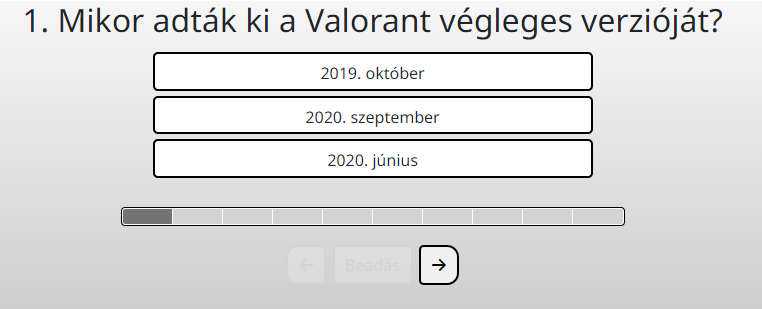 1. Mikor adták ki a Valorant végleges verzióját?
2019. október
2020. szeptember
2020. június
← Beadás →